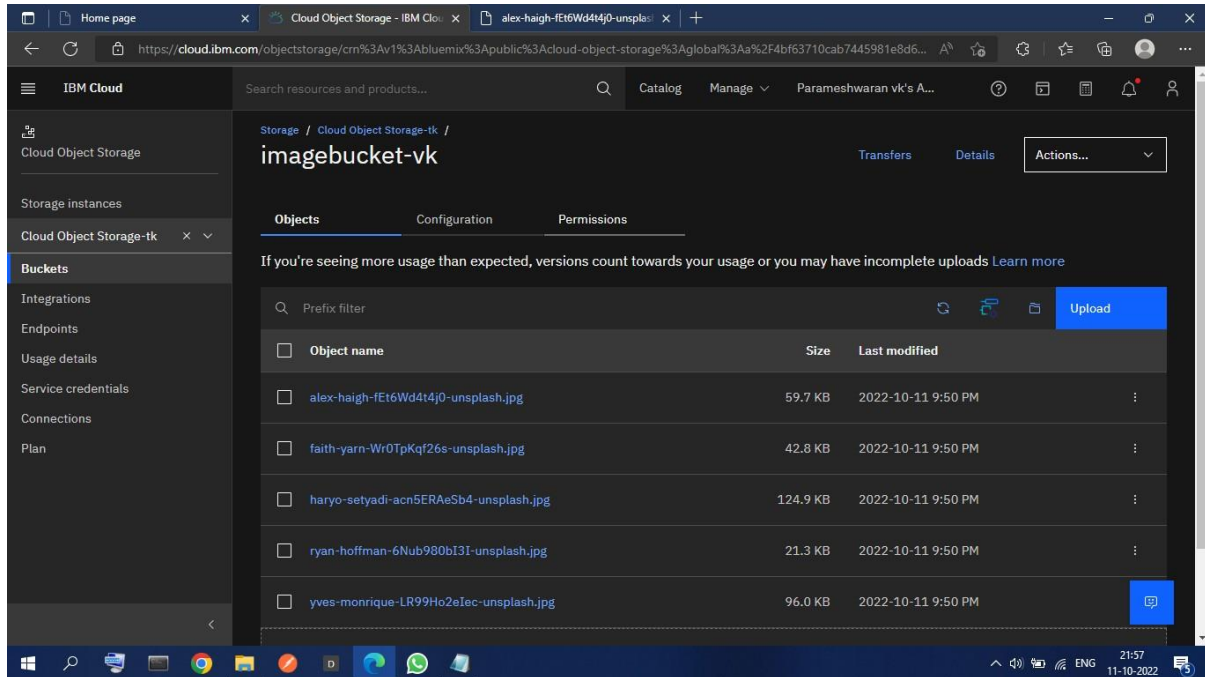 Home page
Cloud Object Storage - IBM Clou
alex-haigh-fEt6Wd4t4j0-unsplas
https://cloud.ibm.com/objectstorage/crn%3Av1%3Abluemix%3Apublic%3Acloud-object-storage%3Aglobal%3Aa%2F4bf63710cab7445981e8d6...
IBM Cloud
Search resources and products...
Catalog
Manage
Parameshwaran vk's A...
Cloud Object Storage
Storage instances
Cloud Object Storage-tk
Buckets
Integrations
Endpoints
Usage details
Service credentials
Connections
Plan
Storage / Cloud Object Storage-tk /
imagebucket-vk
Transfers
Details
Actions...
Objects
Configuration
Permissions
If you're seeing more usage than expected, versions count towards your usage or you may have incomplete uploads Learn more
Prefix filter
Upload
Object name Size Last modified
alex-haigh-fEt6Wd4t4j0-unsplash.jpg 59.7 KB 2022-10-11 9:50 PM
faith-yarn-Wr0TpKqf26s-unsplash.jpg 42.8 KB 2022-10-11 9:50 PM
haryo-setyadi-acn5ERAeSb4-unsplash.jpg 124.9 KB 2022-10-11 9:50 PM
ryan-hoffman-6Nub980bI3I-unsplash.jpg 21.3 KB 2022-10-11 9:50 PM
yves-monrique-LR99Ho2eIec-unsplash.jpg 96.0 KB 2022-10-11 9:50 PM
D
ENG
21:57
11-10-2022
5